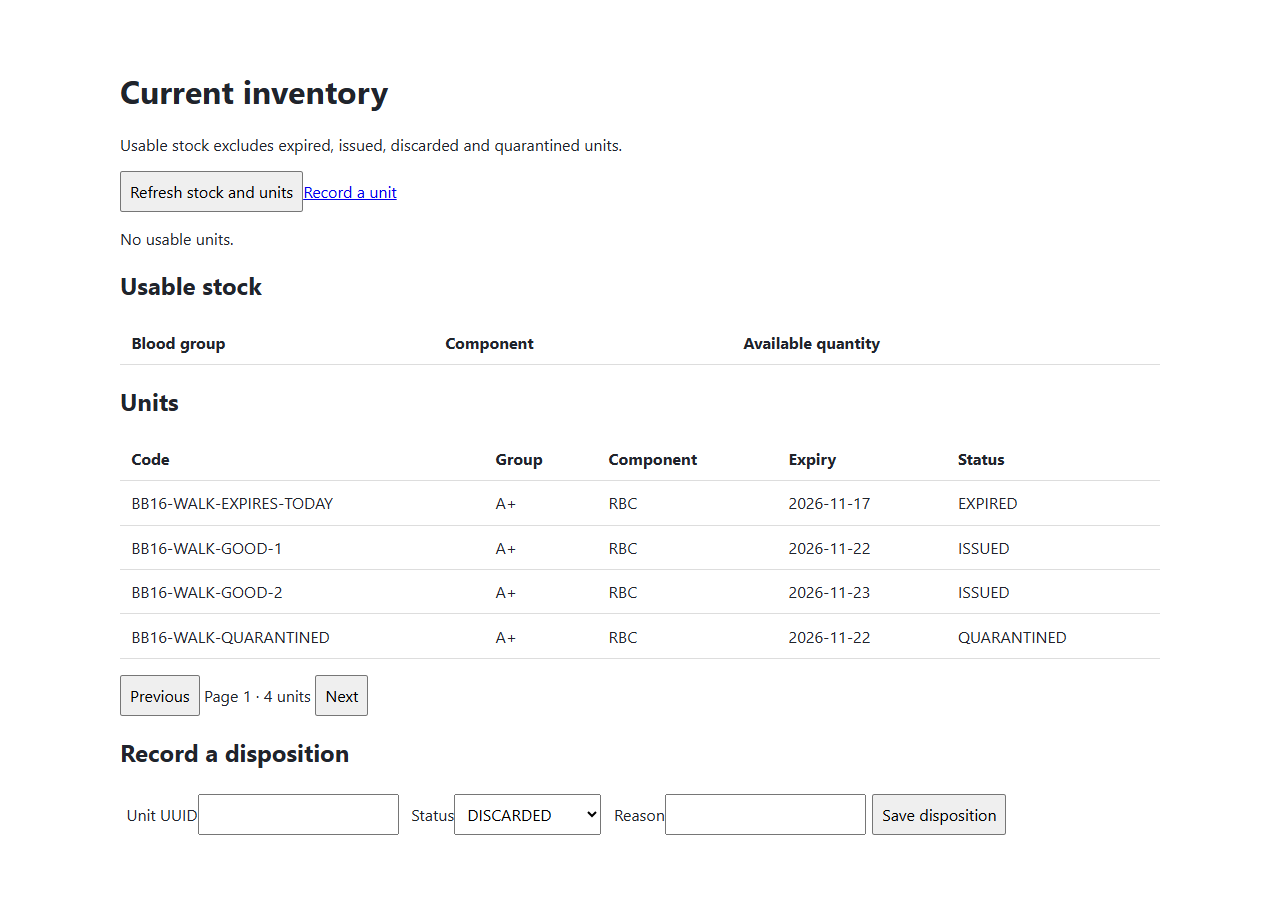 Current inventory
Usable stock excludes expired, issued, discarded and quarantined units.
Refresh stock and units Record a unit
No usable units.
Usable stock
Blood group Component Available quantity
Units
Code Group Component Expiry Status
BB16-WALK-EXPIRES-TODAY A+ RBC 2026-11-17 EXPIRED
BB16-WALK-GOOD-1 A+ RBC 2026-11-22 ISSUED
BB16-WALK-GOOD-2 A+ RBC 2026-11-23 ISSUED
BB16-WALK-QUARANTINED A+ RBC 2026-11-22 QUARANTINED
Previous Page 1 · 4 units Next
Record a disposition
Unit UUID Status DISCARDED Reason Save disposition